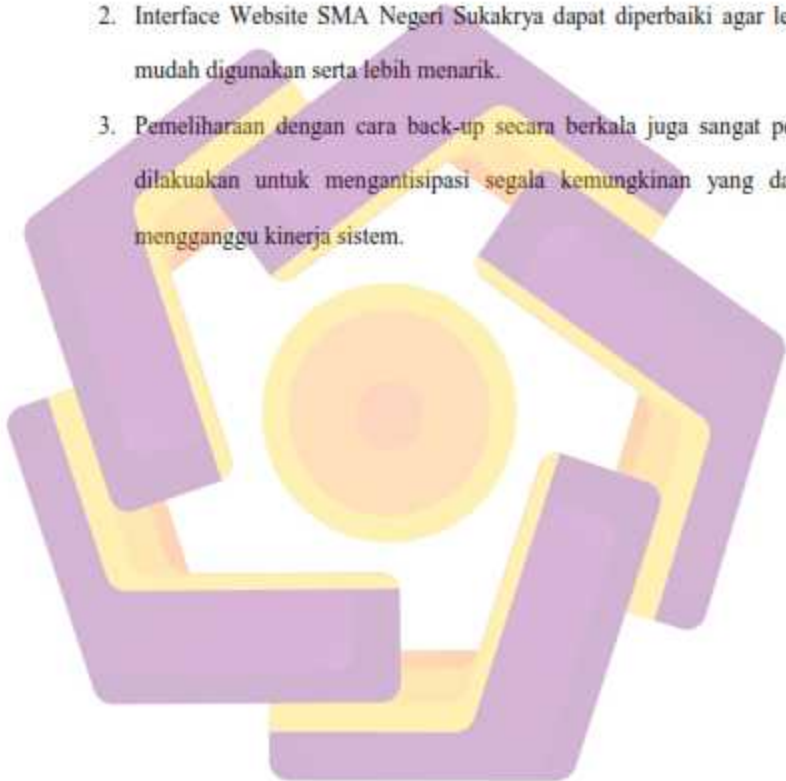 2. Interface Website SMA Negeri Sukakrya dapat diperbaiki agar le
mudah digunakan serta lebih menarik.
3. Pemeliharaan dengan cara back-up secara berkala juga sangat pe
dilakuakan untuk mengantisipasi segala kemungkinan yang da
mengganggu kinerja sistem.